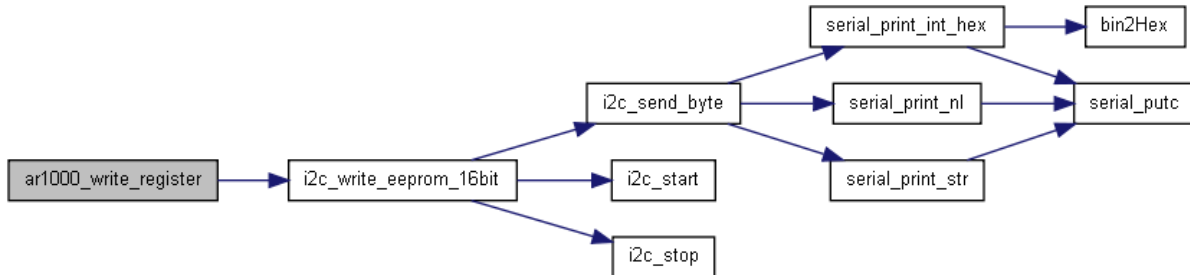 serial_print_int_hex
bin2Hex
i2c_send_byte
serial_print_nl
serial_putc
ar1000_write_register
i2c_write_eeprom_16bit
i2c_start
serial_print_str
i2c_stop